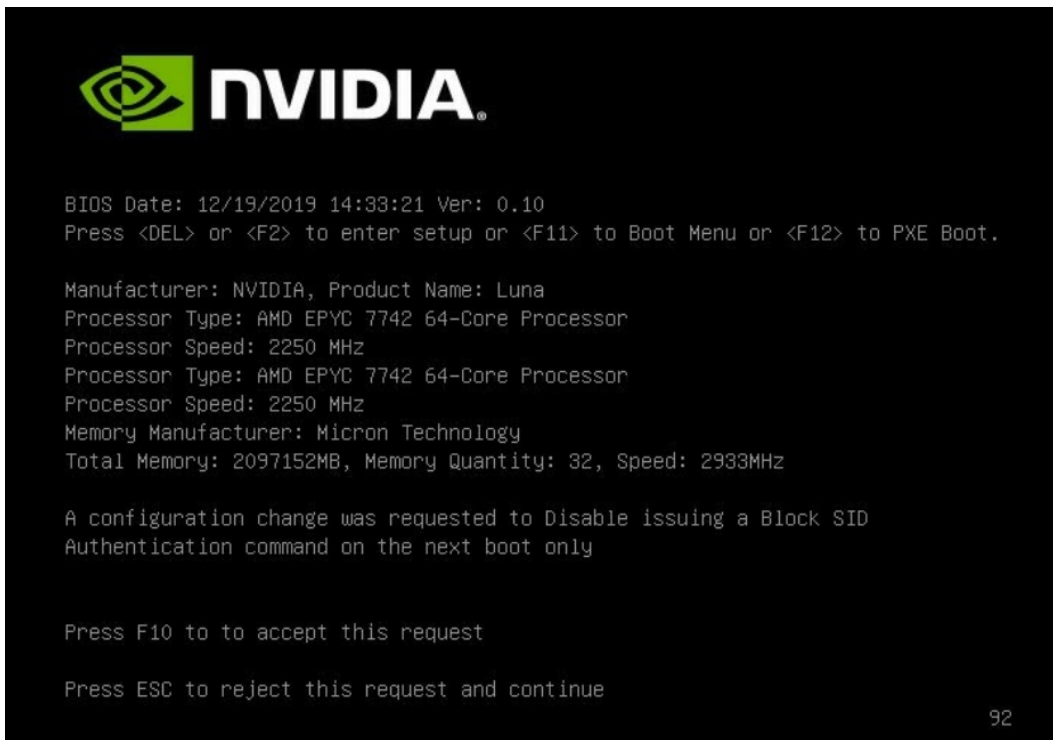 NVIDIA.
BIOS Date: 12/19/2019 14:33:21 Ver: 0.10
Press <DEL> or <F2> to enter setup or <F11> to Boot Menu or <F12> to PXE Boot.
Manufacturer: NVIDIA, Product Name: Luna
Processor Type: AMD EPYC 7742 64-Core Processor
Processor Speed: 2250 MHz
Processor Type: AMD EPYC 7742 64-Core Processor
Processor Speed: 2250 MHz
Memory Manufacturer: Micron Technology
Total Memory: 2097152MB, Memory Quantity: 32, Speed: 2933MHz
A configuration change was requested to Disable issuing a Block SID
Authentication command on the next boot only
Press F10 to to accept this request
Press ESC to reject this request and continue
92